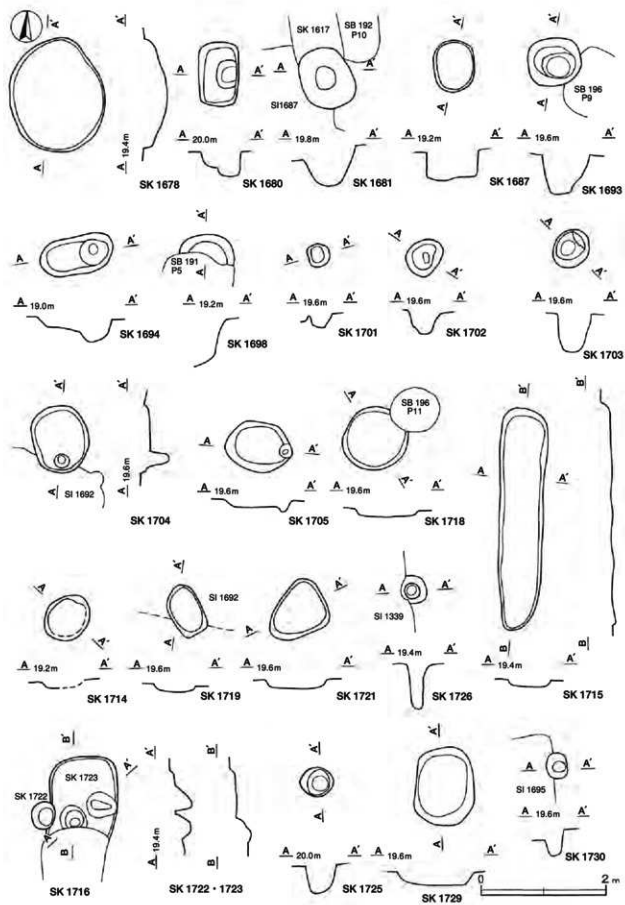 A'
A
A 19.4m A'
SK 1678
A A'
A 20.0m A'
SK 1680
SK 1617
SB 192
P10
A A'
SI1687
A 19.8m A'
SK 1681
A'
A
A 19.2m A'
SK 1687
A'
A
SB 196
P9
A 19.6m A'
SK 1693
A A'
A 19.0m A'
SK 1694
A'
SB 191
P5
A
A 19.2m A'
SK 1698
A A'
A 19.6m A'
SK 1701
A A'
A 19.6m A'
SK 1702
A A'
A 19.6m A'
SK 1703
A'
A
SI 1692
A 19.6m A'
SK 1704
A A'
A 19.6m A'
SK 1705
A
SB 196
P11
A'
A 19.6m A'
SK 1718
B'
A A'
B
B' B
A 19.4m A'
SK 1715
A A'
A 19.2m A'
SK 1714
A'
SI 1692
A
A 19.6m A'
SK 1719
A A'
A 19.6m A'
SK 1721
A A'
SI 1339
A 19.4m A'
SK 1726
B'
A'
SK 1723
SK 1722
A
B
SK 1716
A' B'
A 19.4m B
SK 1722・1723
A'
A
A 20.0m A'
SK 1725
A'
A
A 19.6m A'
SK 1729
A A'
SI 1695
A 19.6m A'
SK 1730
0 2 m